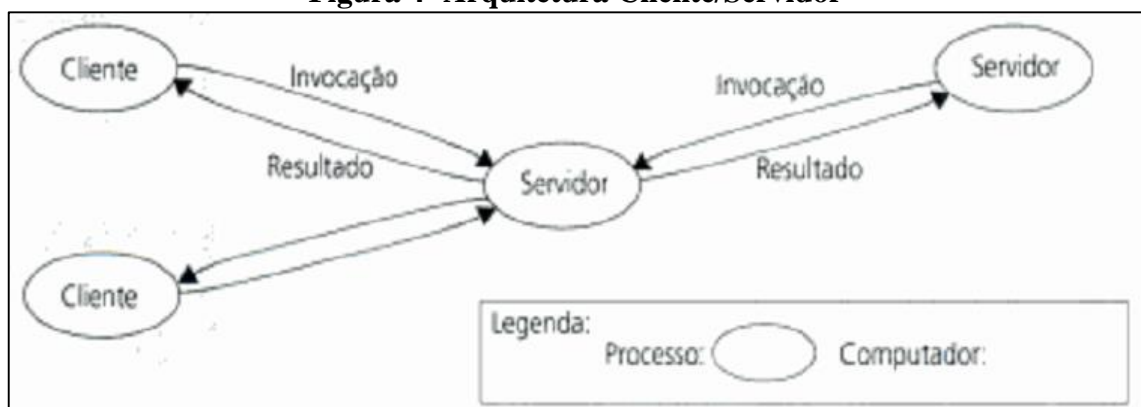 Figura 4- Arquitetura Cliente/Servidor
Cliente
Invocação
Resultado
Servidor
Invocação
Resultado
Servidor
Cliente
Legenda:
Processo:
Computador: